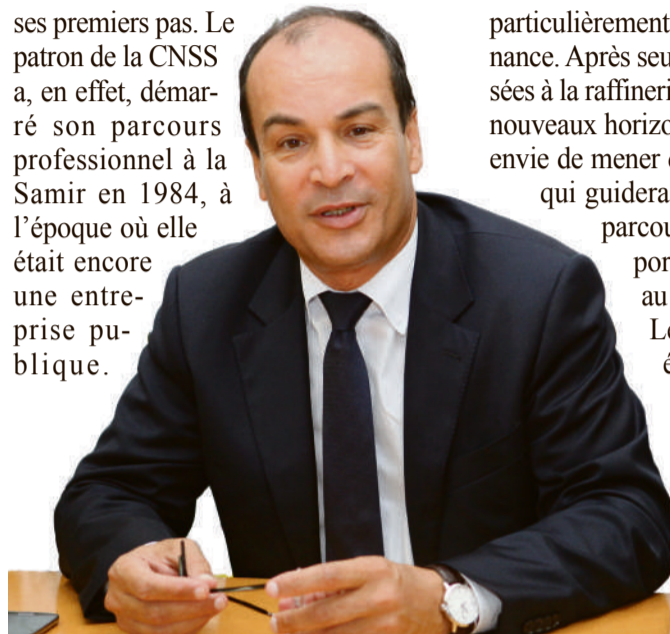 ses premiers pas. Le
patron de la CNSS
a, en effet, démar-
ré son parcours
professionnel à la
Samir en 1984, à
l’époque où elle
était encore
une entre-
prise pu-
blique.
particulièrement
nance. Après seu
sées à la raffineri
nouveaux horizo
envie de mener
qui guidera
parcou
por
au